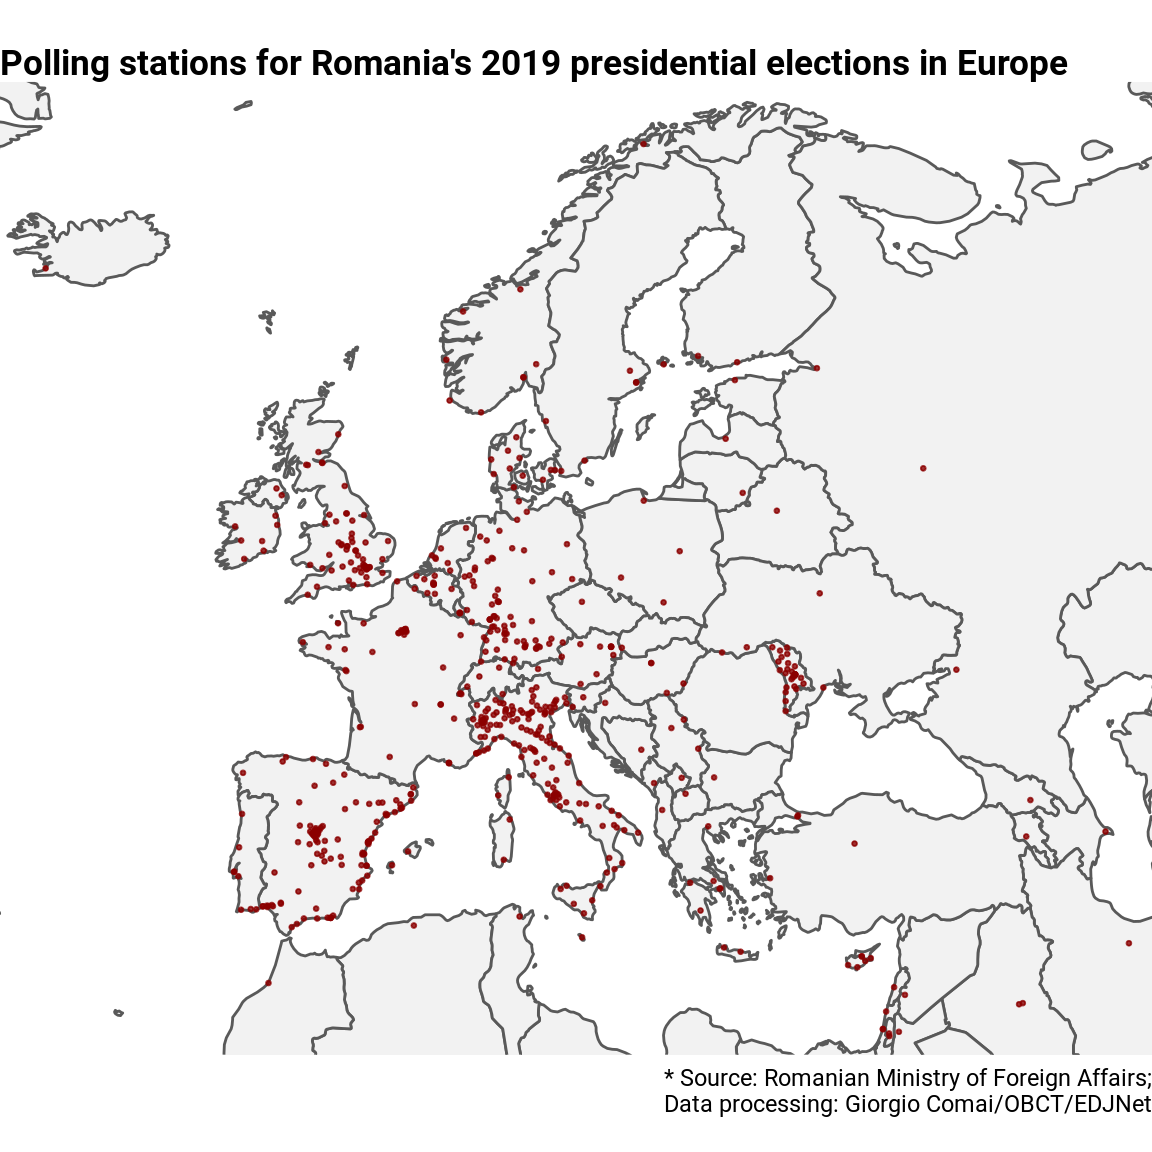 Polling stations for Romania's 2019 presidential elections in Europe
* Source: Romanian Ministry of Foreign Affairs;
Data processing: Giorgio Comai/OBCT/EDJNet